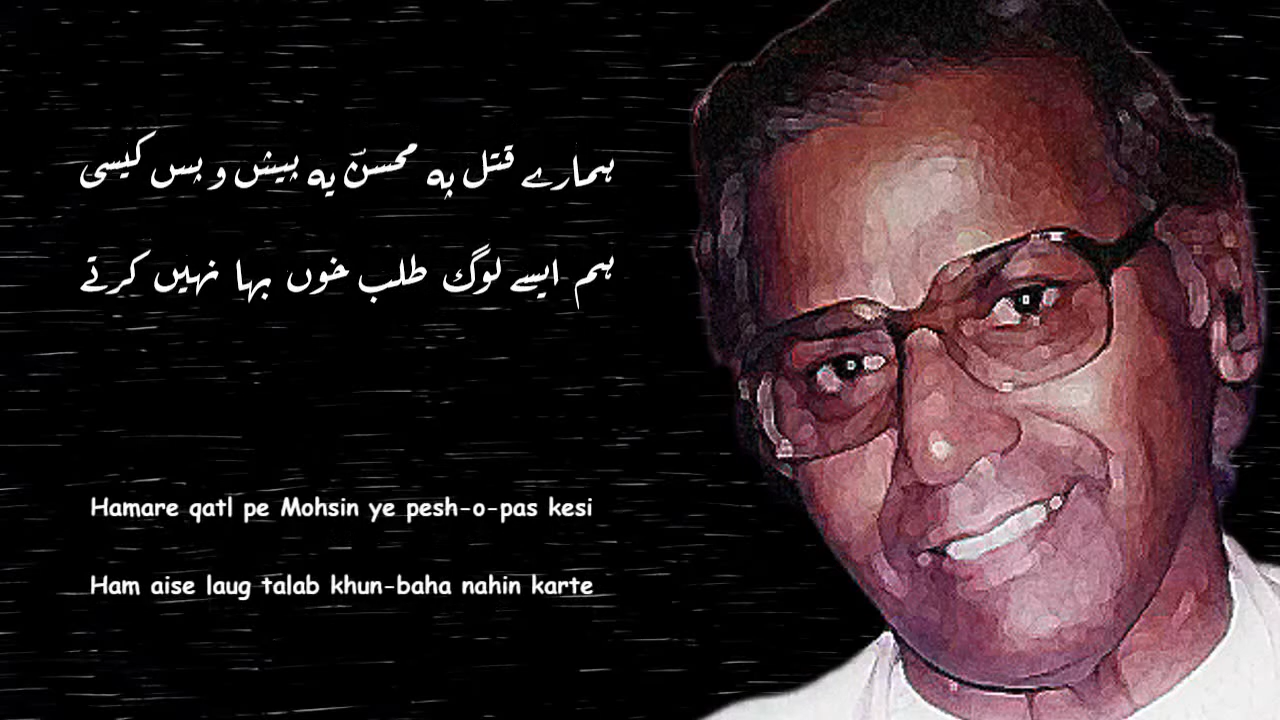 ہمارے قتل پہ محسنؔ یہ پیش و پس کیسی
ہم ایسے لوگ طلب خوں بہا نہیں کرتے
Hamare qatl pe Mohsin ye pesh-o-pas kesi
Ham aise laug talab khun-baha nahin karte